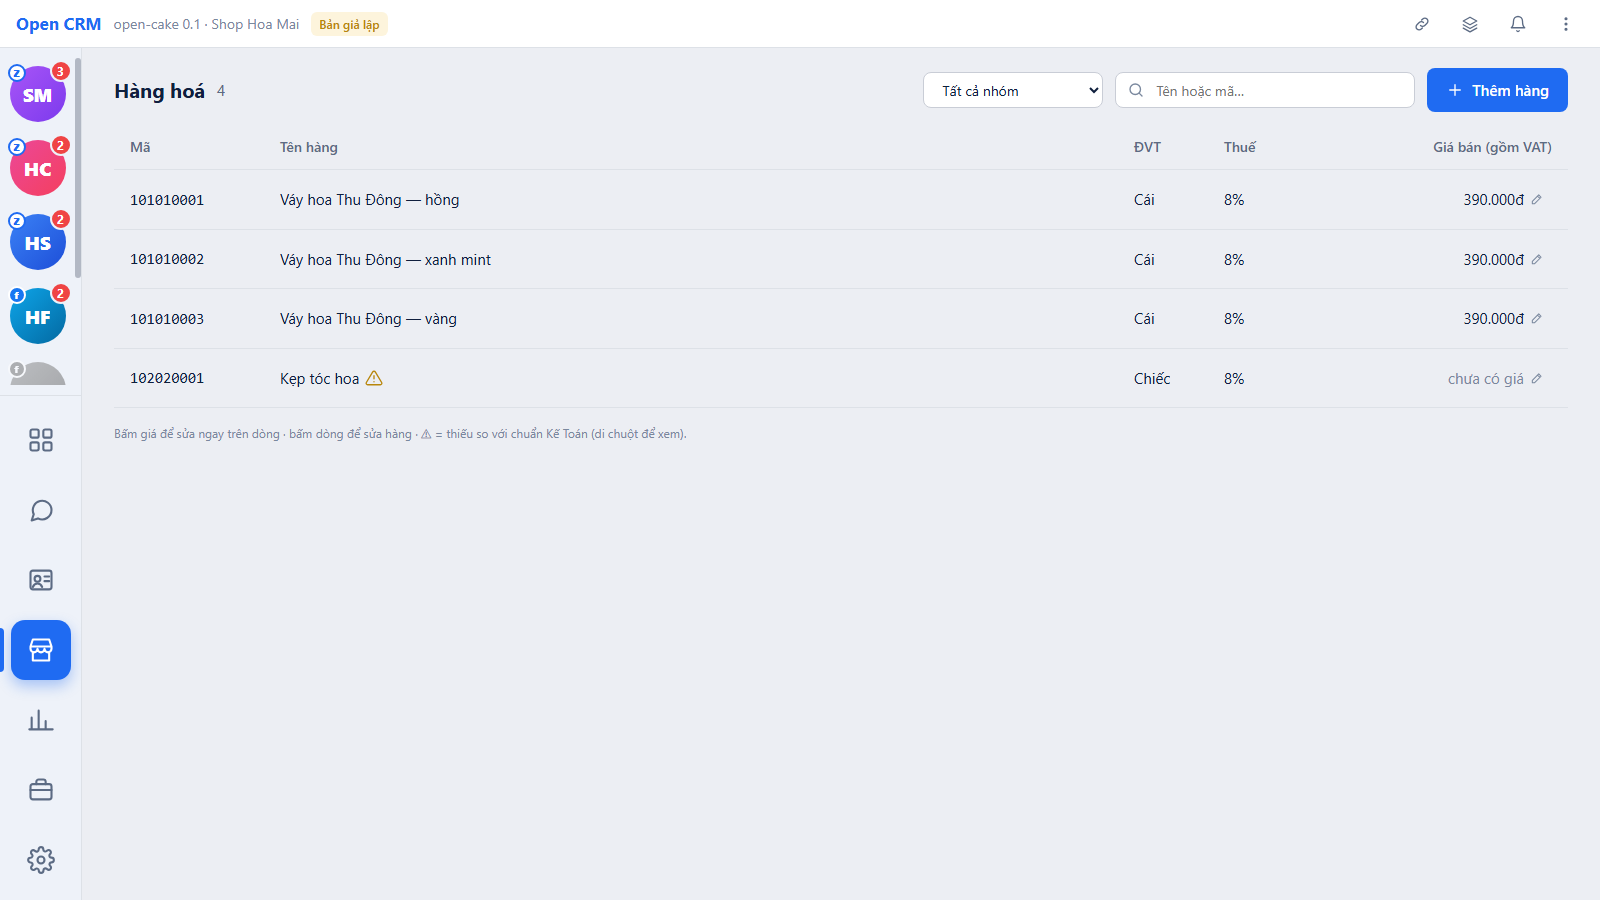 Open CRM open-cake 0.1 · Shop Hoa Mai Bản giả lập
z 3
SM
z 2
HC
z 2
HS
f 2
HF
f
Hàng hoá 4
Tất cả nhóm
Tên hoặc mã...
Thêm hàng
Mã Tên hàng ĐVT Thuế Giá bán (gồm VAT)
101010001 Váy hoa Thu Đông — hồng Cái 8% 390.000đ
101010002 Váy hoa Thu Đông — xanh mint Cái 8% 390.000đ
101010003 Váy hoa Thu Đông — vàng Cái 8% 390.000đ
102020001 Kẹp tóc hoa ⚠ Chiếc 8% chưa có giá
Bấm giá để sửa ngay trên dòng · bấm dòng để sửa hàng · ⚠ = thiếu so với chuẩn Kế Toán (di chuột để xem).